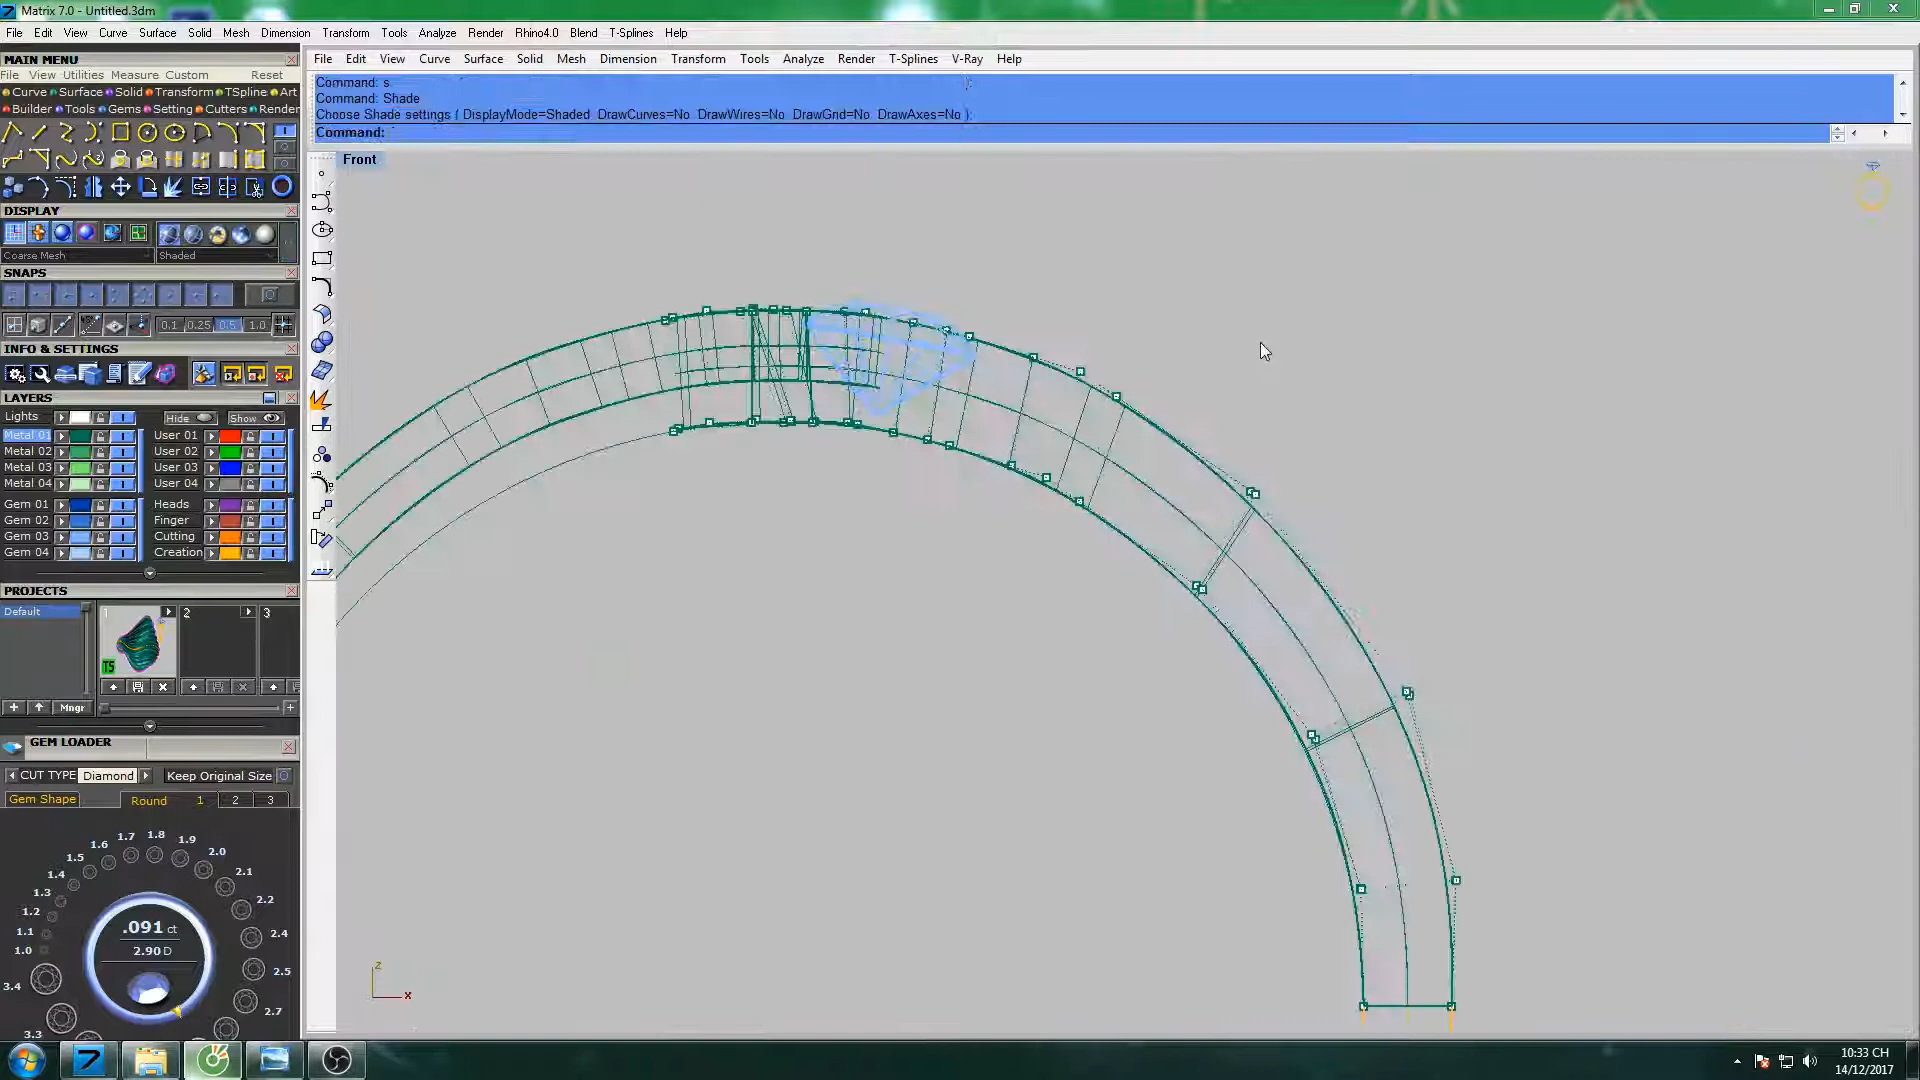 Matrix 7.0 - Untitled.3dm
File Edit View Curve Surface Solid Mesh Dimension Transform Tools Analyze Render Rhino4.0 Blend T-Splines Help
MAIN MENU
File View Utilities Measure Custom Reset
Curve Surface Solid Transform TSpline Art
Builder Tools Gems Setting Cutters Render
DISPLAY
Coarse Mesh Shaded
SNAPS
0.1 0.25 0.5 1.0
INFO & SETTINGS
LAYERS
Lights Hide Show
Metal 01 User 01
Metal 02 User 02
Metal 03 User 03
Metal 04 User 04
Gem 01 Heads
Gem 02 Finger
Gem 03 Cutting
Gem 04 Creation
PROJECTS
Default 1 2 3
TS
+ Mngr +
GEM LOADER
CUT TYPE Diamond Keep Original Size
Gem Shape Round 1 2 3
1.7 1.8 1.9
1.6 2.0
1.5 2.1
1.4
1.3 2.2
1.2
1.1 2.4
1.0
.091 ct
2.90 D
2.5
3.4
2.7
3.3
File Edit View Curve Surface Solid Mesh Dimension Transform Tools Analyze Render T-Splines V-Ray Help
Command: s
Command: Shade
Choose Shade settings ( DisplayMode=Shaded DrawCurves=No DrawWires=No DrawGrid=No DrawAxes=No ):
Command:
Front
z
x
10:33 CH
14/12/2017